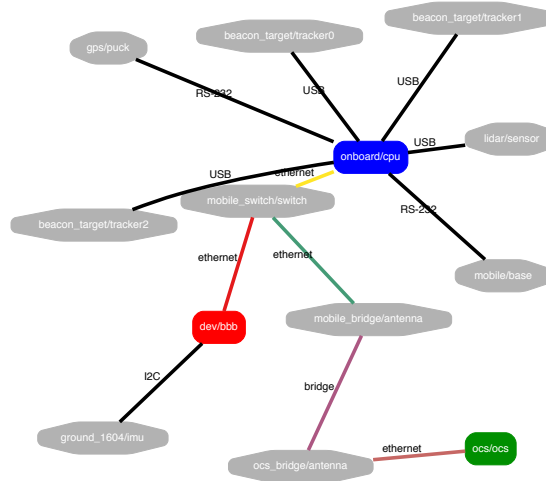 beacon_target/tracker1
beacon_target/tracker0
gps/puck
USB
RS-232
USB
lidar/sensor
USB
onboard/cpu
ethernet
USB
mobile_switch/switch
RS-232
beacon_target/tracker2
ethernet
ethernet
mobile/base
mobile_bridge/antenna
dev/bbb
I2C
bridge
ground_1604/imu
ethernet
ocs/ocs
ocs_bridge/antenna